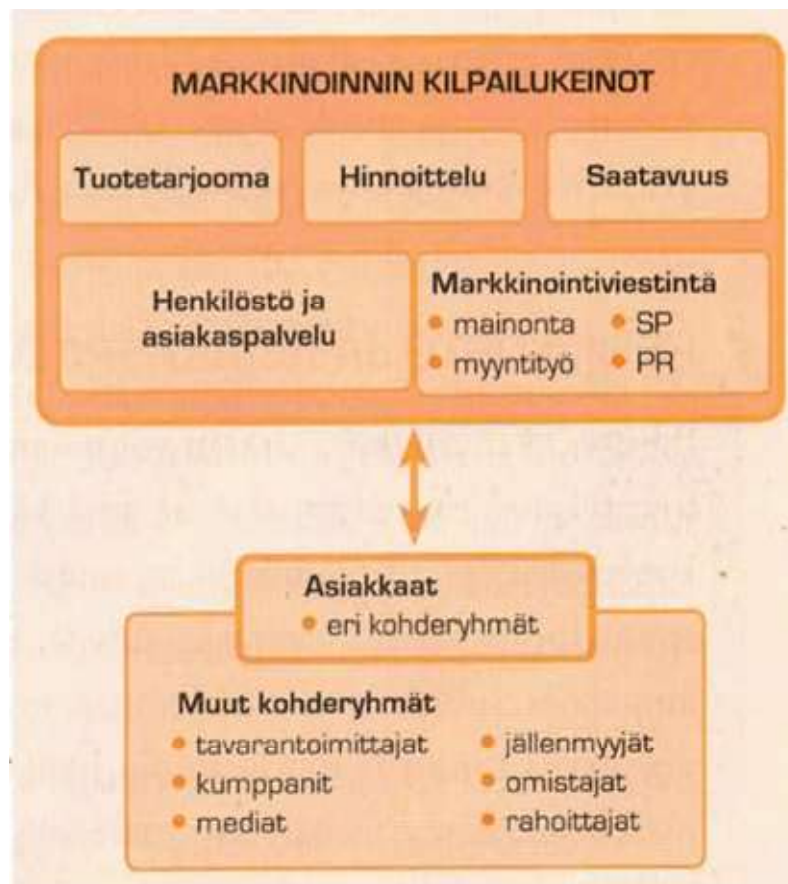 MARKKINOINNIN KILPAILUKEINOT
Tuotetarjooma
Hinnoittelu
Saatavuus
Henkilöstö ja
asiakaspalvelu
Markkinointiviestintä
• mainonta
• SP
• myyntityö
• PR
Asiakkaat
• eri kohderyhmät
Muut kohderyhmät
• tavarantoimittajat
• jällenmyyjät
• kumppanit
• omistajat
• mediat
• rahoittajat